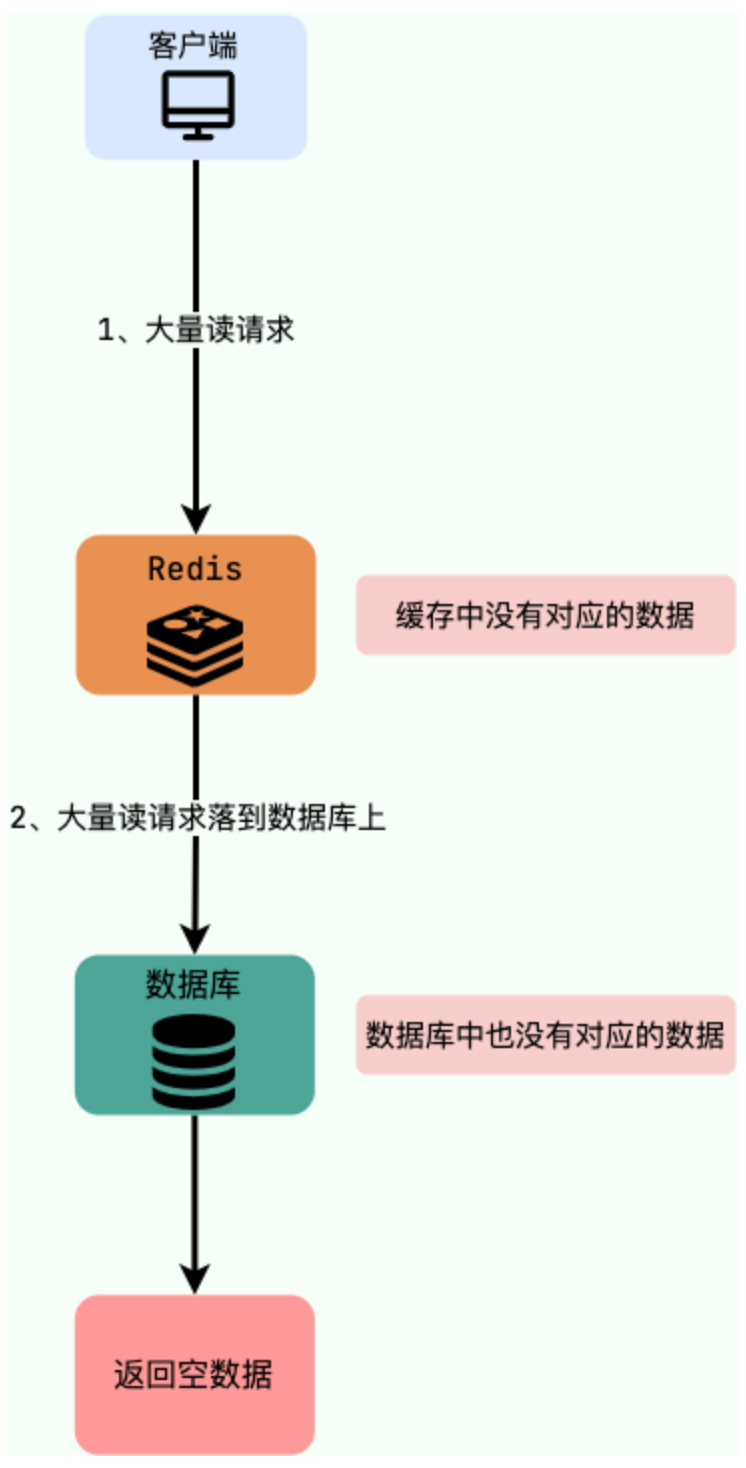 客户端
1、大量读请求
Redis
缓存中没有对应的数据
2、大量读请求落到数据库上
数据库
数据库中也没有对应的数据
返回空数据